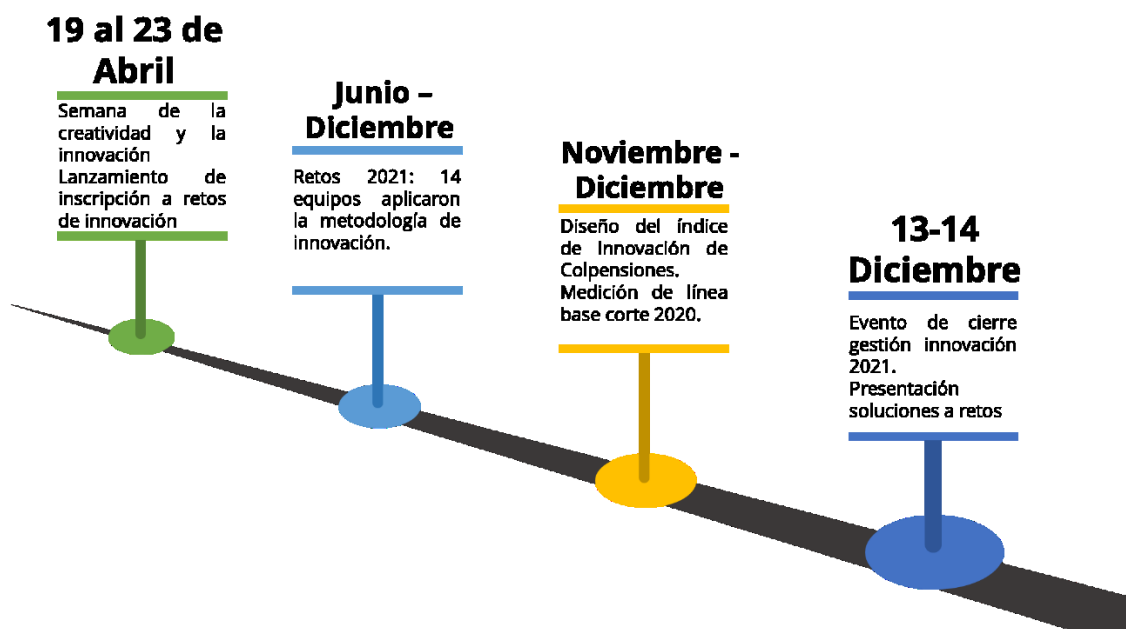 19 al 23 de
Abril
Semana de la
creatividad y la
innovación
Lanzamiento de
inscripción a retos
de innovación
Junio –
Diciembre
Retos 2021: 14
equipos aplicaron
la metodología de
innovación.
Noviembre -
Diciembre
Diseño del índice
de Innovación de
Colpensiones.
Medición de línea
base corte 2020.
13-14
Diciembre
Evento de cierre
gestión innovación
2021.
Presentación
soluciones a retos